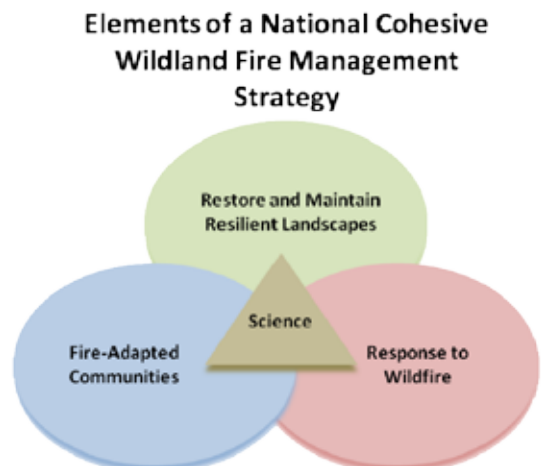 Elements of a National Cohesive
Wildland Fire Management
Strategy
Restore and Maintain
Resilient Landscapes
Science
Fire-Adapted
Communities
Response to
Wildfire